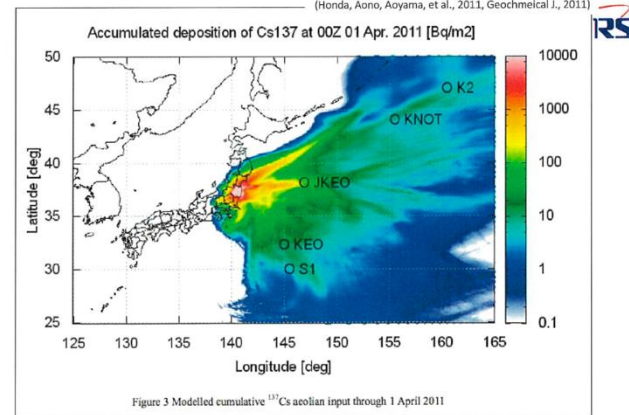 (Honda, Aono, Aoyama, et al., 2011, Geochmeical J., 2011)
RS
Accumulated deposition of Cs137 at 00Z 01 Apr. 2011 [Bq/m2]
50
45
40
35
30
25
Latitude [deg]
K2
KNOT
JKEO
KEO
S1
10000
1000
100
10
1
0.1
125 130 135 140 145 150 155 160 165
Longitude [deg]
Figure 3 Modelled cumulative ¹³⁷Cs aeolian input through 1 April 2011